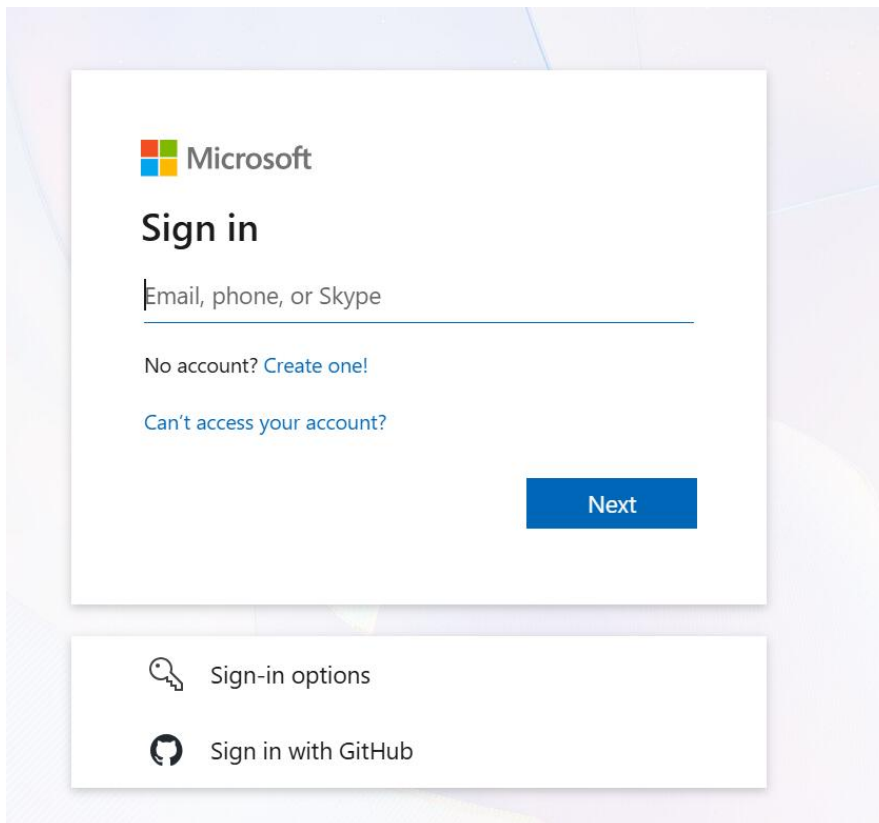 Microsoft
Sign in
Email, phone, or Skype
No account? Create one!
Can’t access your account?
Next
Sign-in options
Sign in with GitHub